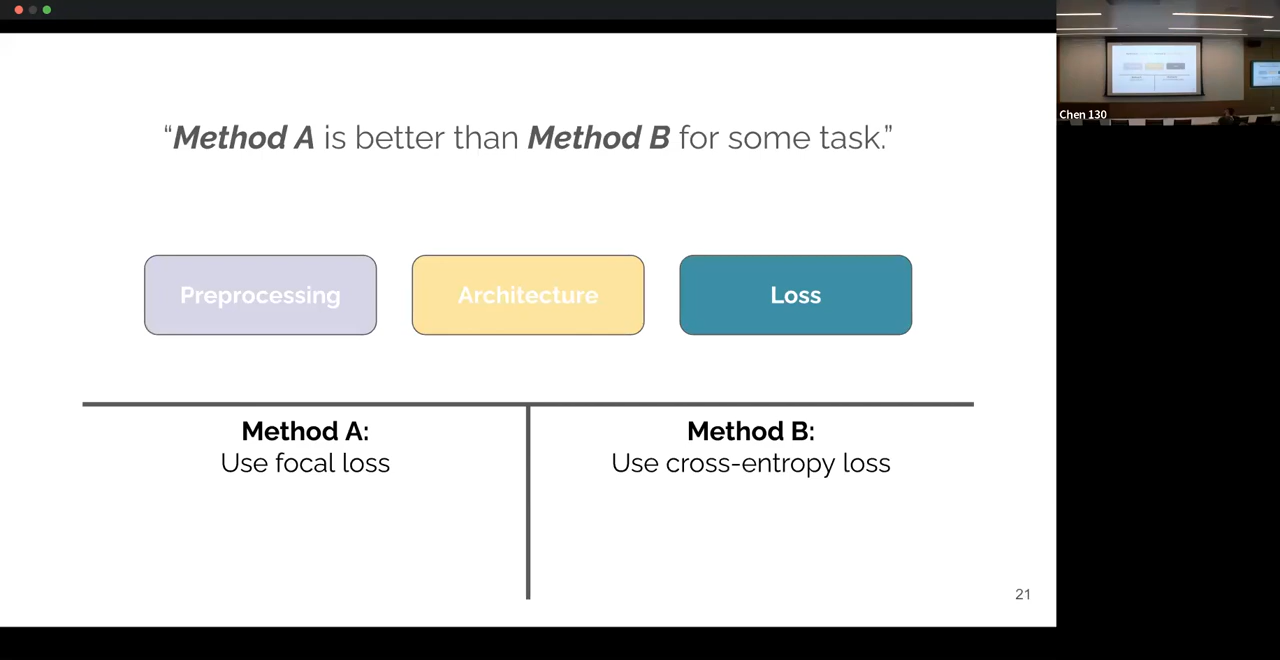 “Method A is better than Method B for some task.”
Preprocessing
Architecture
Loss
Method A:
Use focal loss
Method B:
Use cross-entropy loss
21
Chen 130